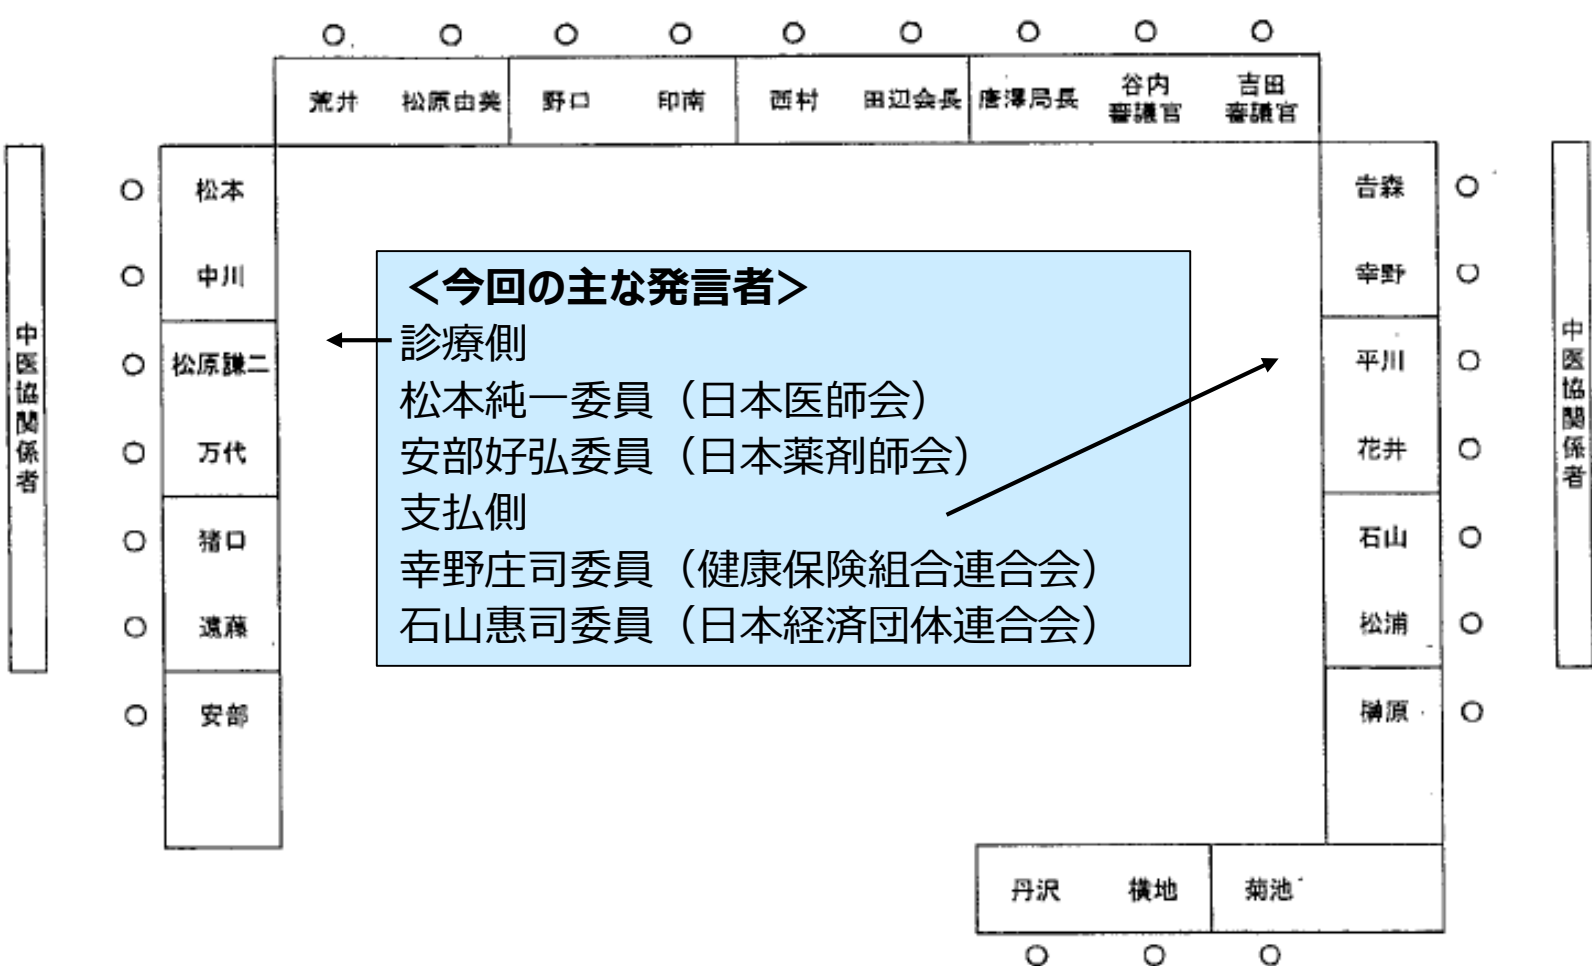 荒井 松原由美 野口 印南 西村 田辺会長 唐澤局長 谷内審議官 吉田審議官
中医協関係者
松本
中川
松原謙二
万代
猪口
遠藤
安部
<今回の主な発言者>
診療側
松本純一委員（日本医師会）
安部好弘委員（日本薬剤師会）
支払側
幸野庄司委員（健康保険組合連合会）
石山惠司委員（日本経済団体連合会）
吉森
幸野
平川
花井
石山
松浦
榊原
中医協関係者
丹沢 横地 菊池